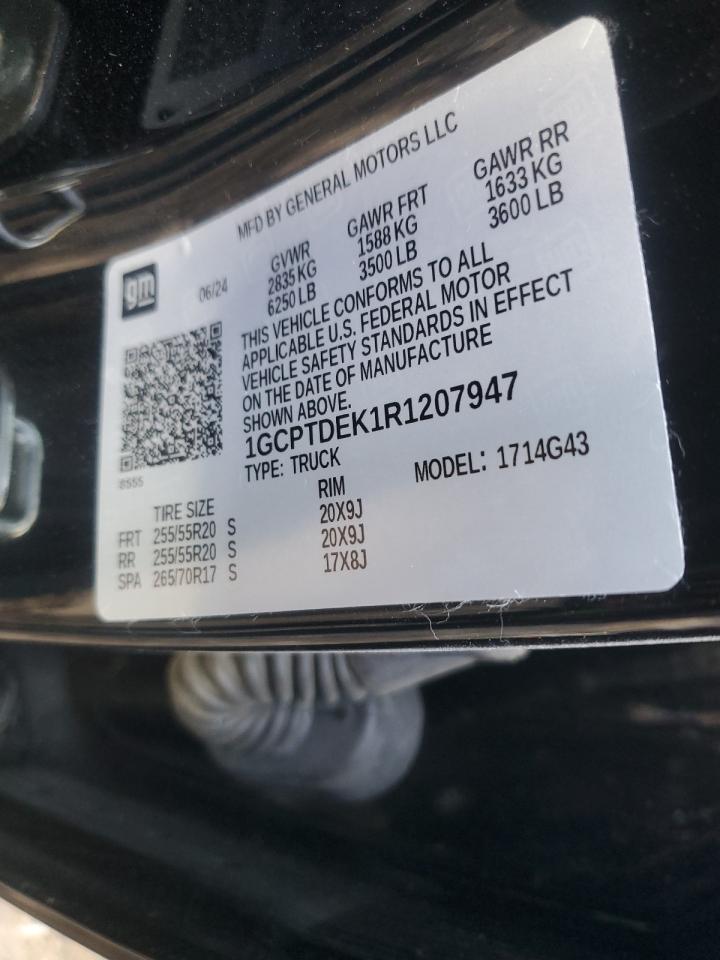 MFD BY GENERAL MOTORS LLC
gm
06/24
GVWR GAWR FRT GAWR RR
2835 KG 1588 KG 1633 KG
6250 LB 3500 LB 3600 LB
THIS VEHICLE CONFORMS TO ALL
APPLICABLE U.S. FEDERAL MOTOR
VEHICLE SAFETY STANDARDS IN EFFECT
ON THE DATE OF MANUFACTURE
SHOWN ABOVE.
1GCPTDEK1R1207947
TYPE: TRUCK MODEL: 1714G43
8555
TIRE SIZE RIM
FRT 255/55R20 S 20X9J
RR 255/55R20 S 20X9J
SPA 265/70R17 S 17X8J